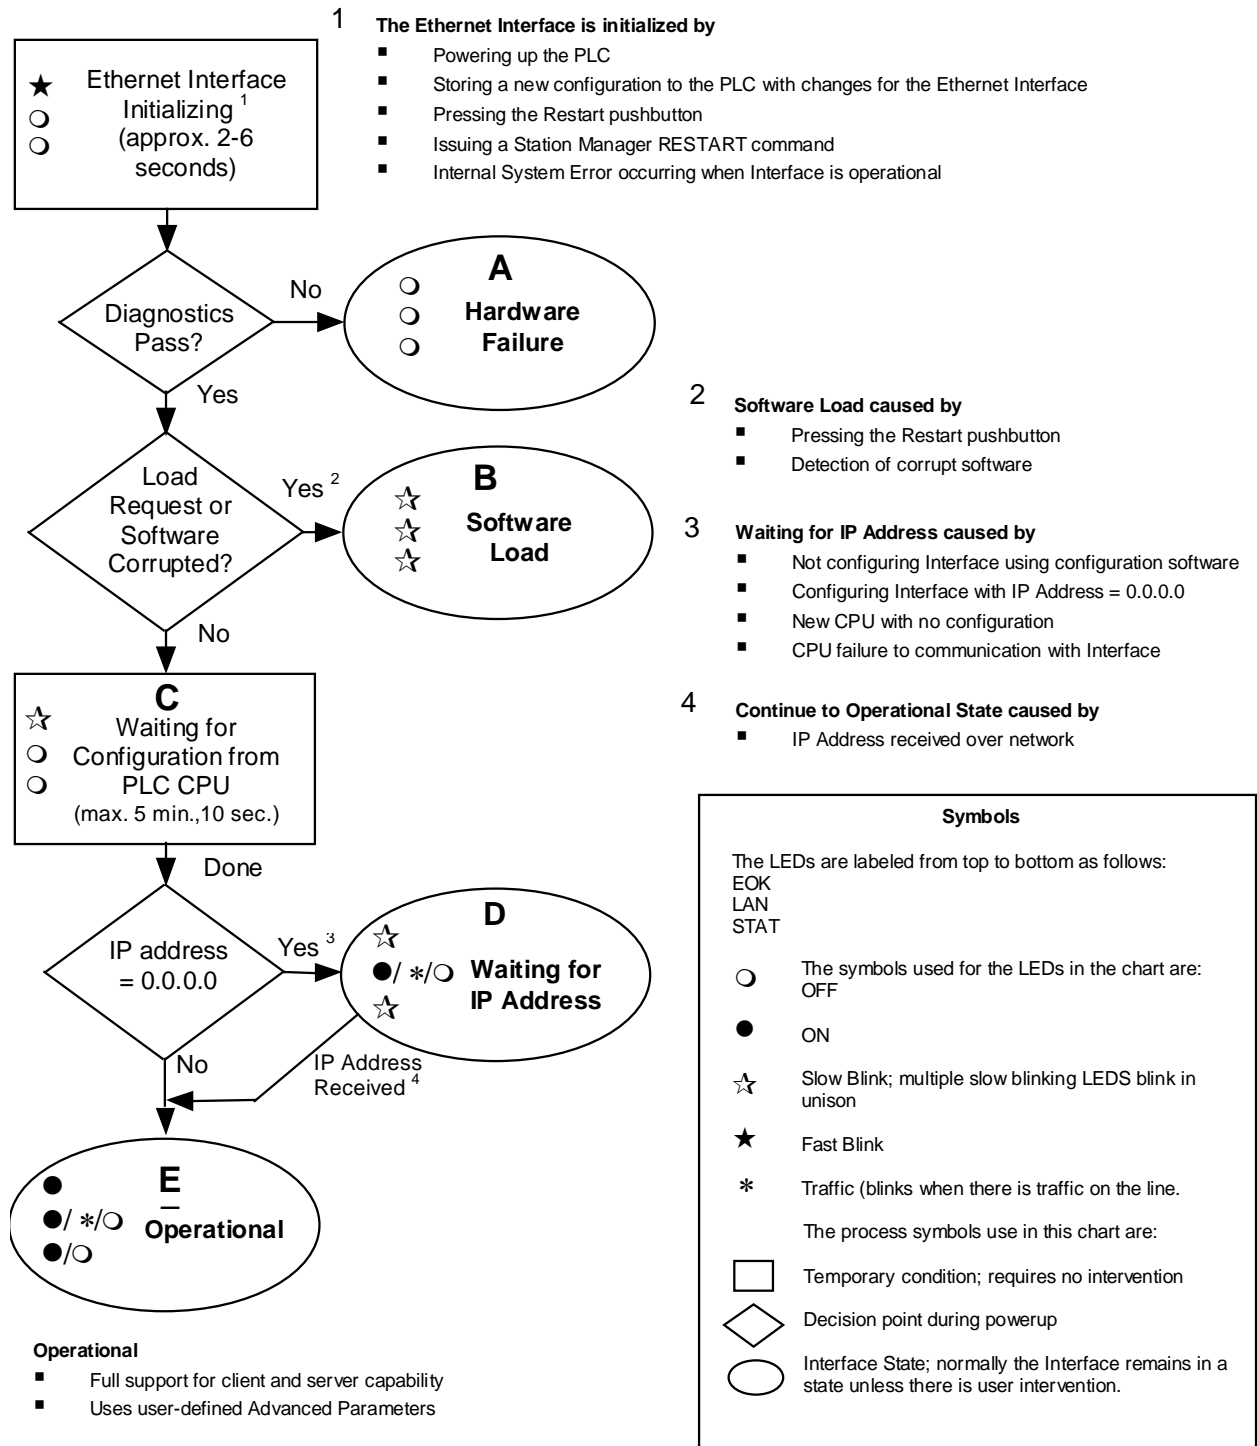 1 The Ethernet Interface is initialized by
Powering up the PLC
Storing a new configuration to the PLC with changes for the Ethernet Interface
Pressing the Restart pushbutton
Issuing a Station Manager RESTART command
Internal System Error occurring when Interface is operational
Ethernet Interface
Initializing 1
(approx. 2-6
seconds)
Diagnostics
Pass?
No
A
Hardware
Failure
Yes
2 Software Load caused by
Pressing the Restart pushbutton
Detection of corrupt software
Load
Request or
Software
Corrupted?
Yes 2
B
Software
Load
No
3 Waiting for IP Address caused by
Not configuring Interface using configuration software
Configuring Interface with IP Address = 0.0.0.0
New CPU with no configuration
CPU failure to communication with Interface
C
Waiting for
Configuration from
PLC CPU
(max. 5 min.,10 sec.)
4 Continue to Operational State caused by
IP Address received over network
Done
IP address
= 0.0.0.0
Yes 3
D
/ */
Waiting for
IP Address
No
IP Address
Received 4
E
/ */
Operational
/
Operational
Full support for client and server capability
Uses user-defined Advanced Parameters
Symbols
The LEDs are labeled from top to bottom as follows:
EOK
LAN
STAT
The symbols used for the LEDs in the chart are:
OFF
ON
Slow Blink; multiple slow blinking LEDS blink in
unison
Fast Blink
* Traffic (blinks when there is traffic on the line.
The process symbols use in this chart are:
Temporary condition; requires no intervention
Decision point during powerup
Interface State; normally the Interface remains in a
state unless there is user intervention.